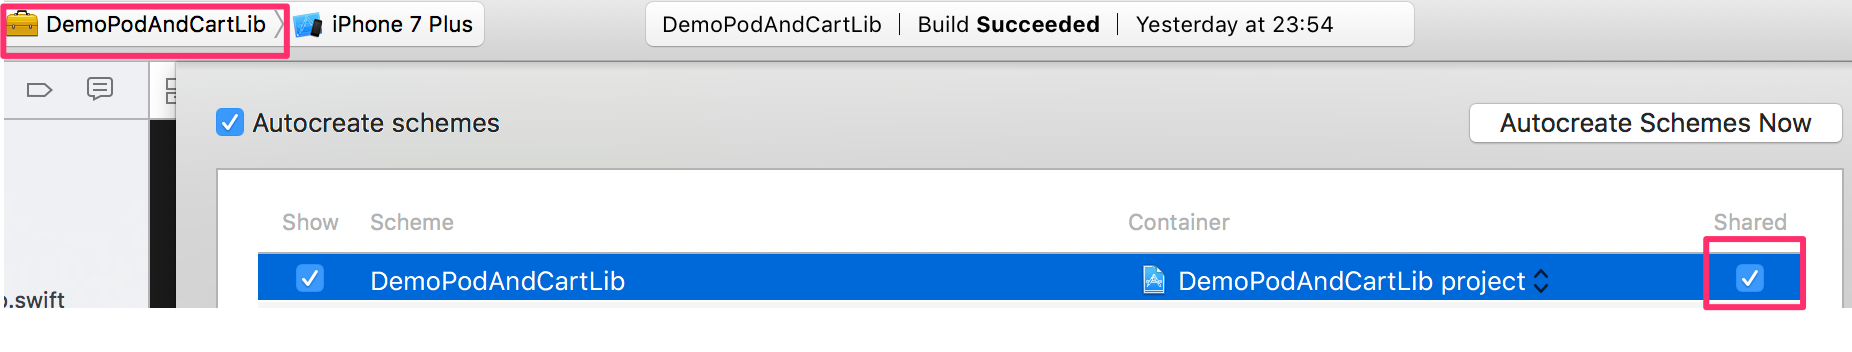 DemoPodAndCartLib iPhone 7 Plus DemoPodAndCartLib Build Succeeded Yesterday at 23:54
Autocreate schemes Autocreate Schemes Now
Show Scheme Container Shared
DemoPodAndCartLib DemoPodAndCartLib project
.swift